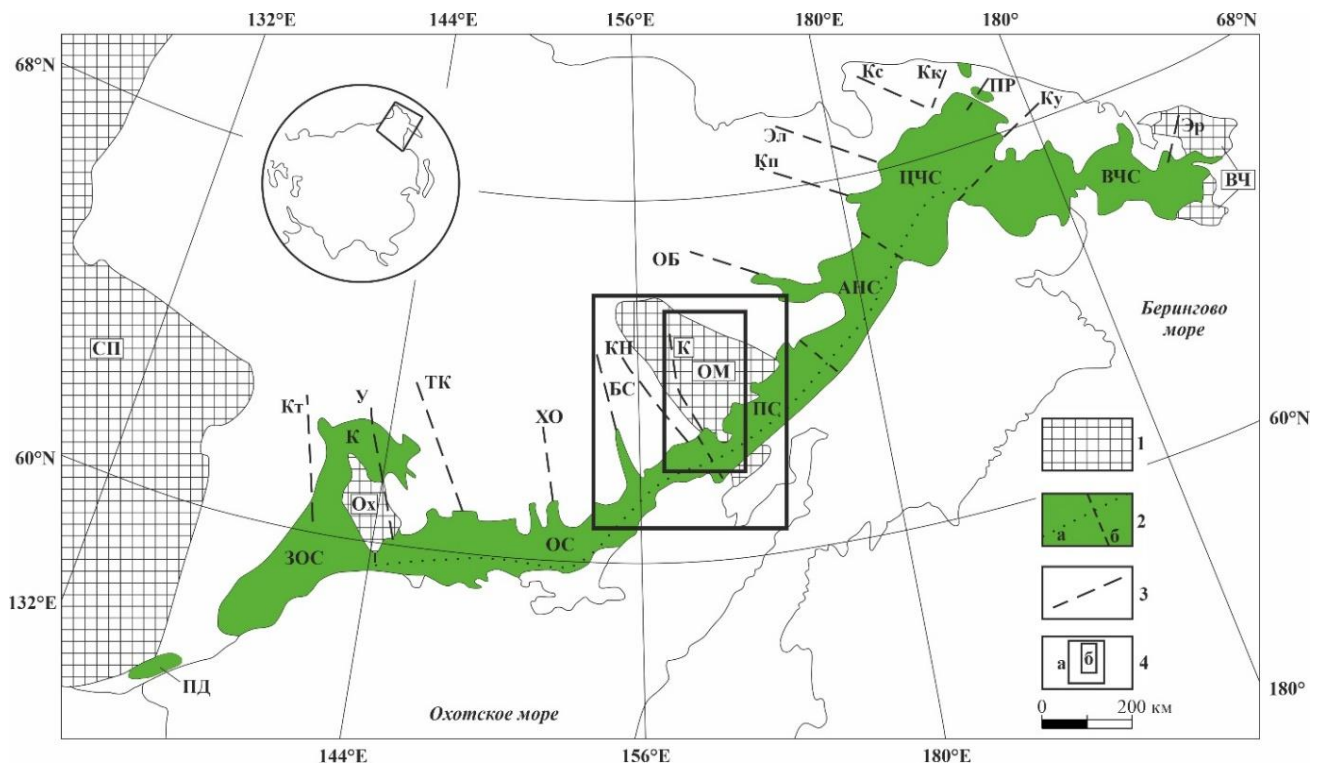 132°E
144°E
156°E
180°E
180°
68°N
68°N
Кс
Кк
ПР
Ку
Эл
Эр
Кп
ЦЧС
ВЧС
ВЧ
ОБ
АНС
Берингово
море
СП
КН
К
ОМ
БС
ТК
У
Кт
ХО
ПС
К
60°N
60°N
1
Ох
а
б
2
ОС
ЗОС
3
132°E
а
б
4
ПД
0
200 км
180°
Охотское море
144°E
156°E
180°E